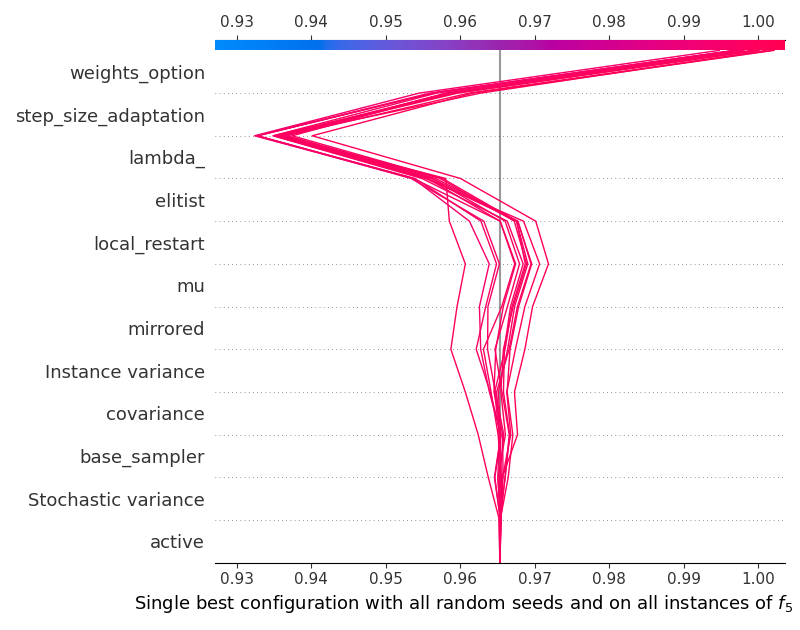 0.93 0.94 0.95 0.96 0.97 0.98 0.99 1.00
weights_option
step_size_adaptation
lambda_
elitist
local_restart
mu
mirrored
Instance variance
covariance
base_sampler
Stochastic variance
active
0.93 0.94 0.95 0.96 0.97 0.98 0.99 1.00
Single best configuration with all random seeds and on all instances of f₅